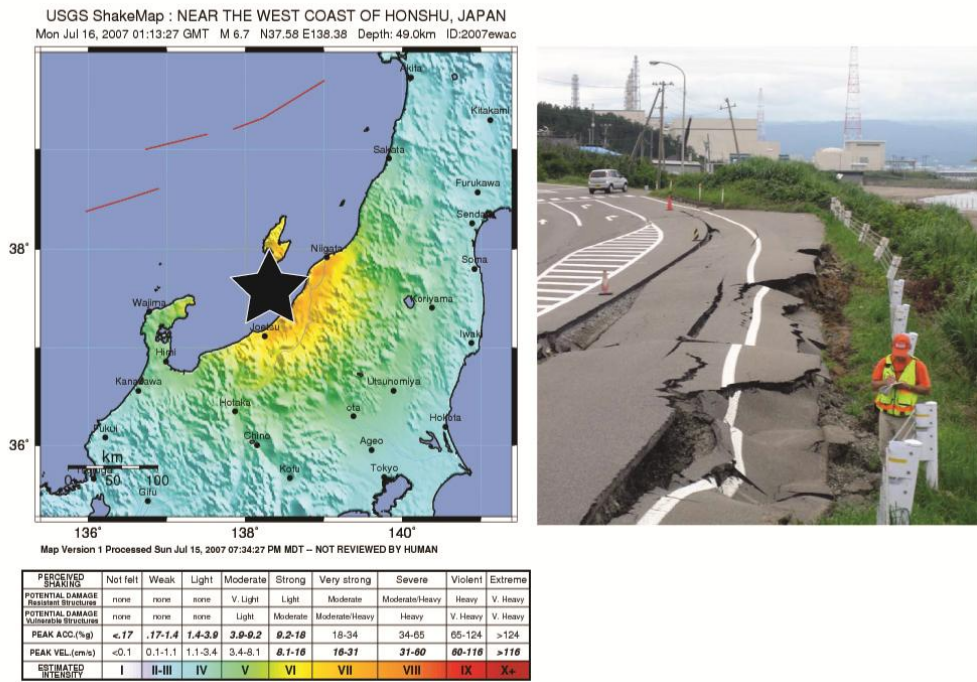 USGS ShakeMap : NEAR THE WEST COAST OF HONSHU, JAPAN
Mon Jul 16, 2007 01:13:27 GMT M 6.7 N37.58 E138.38 Depth: 49.0km ID:2007ewac
Akita
Kitakami
Sakata
Furukawa
Sendai
38°
38°
Niigata
Soma
Wajima
Koriyama
Joetsu
Iwaki
Himi
Kanazawa
Utsunomiya
Hotaka
ota
Hokota
36°
36°
Fukui
Chino
Ageo
km
Kofu
Tokyo
0 50 100
Gifu
136°
138°
140°
Map Version 1 Processed Sun Jul 15, 2007 07:34:27 PM MDT -- NOT REVIEWED BY HUMAN
PERCEIVED SHAKING Not felt Weak Light Moderate Strong Very strong Severe Violent Extreme
POTENTIAL DAMAGE Resistant Structures none none none V. Light Light Moderate Moderate/Heavy Heavy V. Heavy
POTENTIAL DAMAGE Vulnerable Structures none none none Light Moderate Moderate/Heavy Heavy V. Heavy V. Heavy
PEAK ACC.(%g) <.17 .17-1.4 1.4-3.9 3.9-9.2 9.2-18 18-34 34-65 65-124 >124
PEAK VEL.(cm/s) <0.1 0.1-1.1 1.1-3.4 3.4-8.1 8.1-16 16-31 31-60 60-116 >116
ESTIMATED INTENSITY I II-III IV V VI VII VIII IX X+